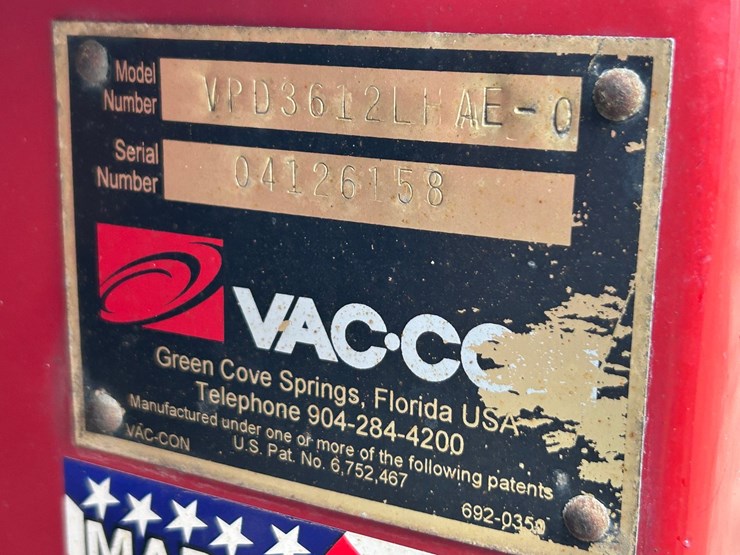 Model
Number VPD3612LHAE-0
Serial
Number 04126158
VAC-CO
Green Cove Springs, Florida USA
Telephone 904-284-4200
Manufactured under one or more of the following patents
VAC-CON U.S. Pat. No. 6,752,467
692-0350